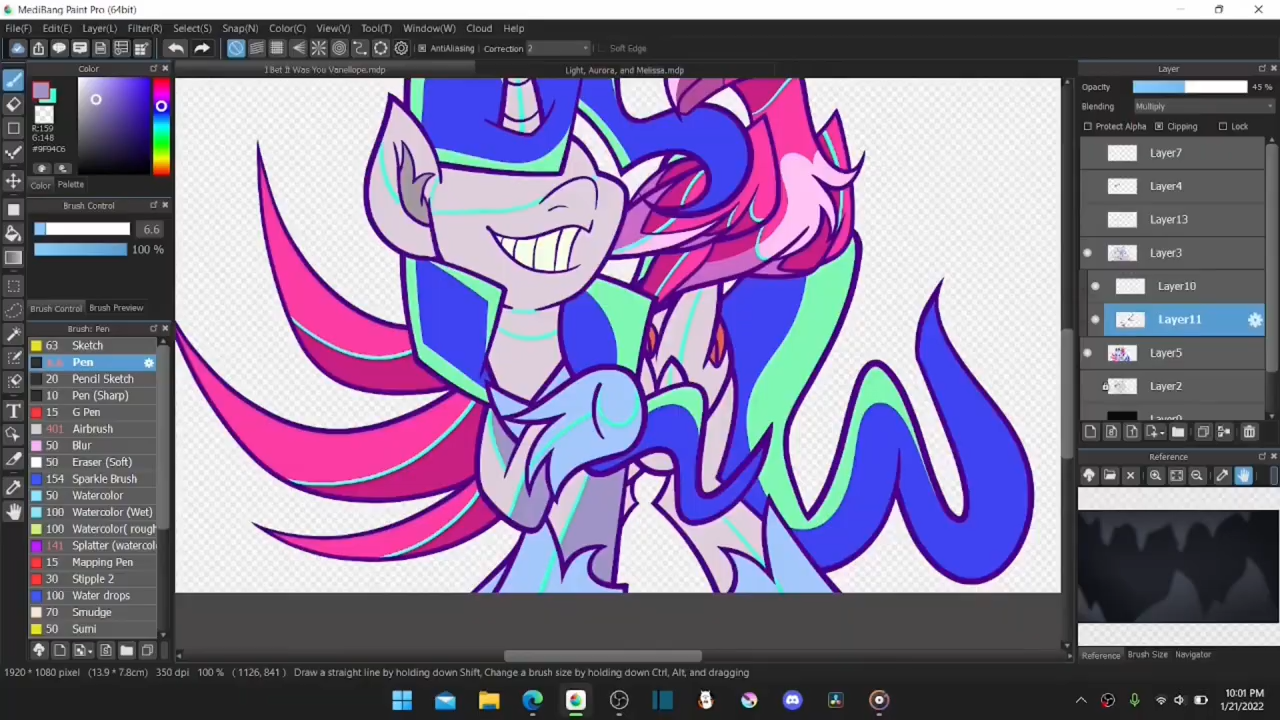 MediBang Paint Pro (64bit)
File(F) Edit(E) Layer(L) Filter(R) Select(S) Snap(N) Color(C) View(V) Tool(T) Window(W) Cloud Help
AntiAliasing Correction 2 Soft Edge
Color
I Bet It Was You Vanellope.mdp
Light, Aurora, and Melissa.mdp
Layer
Opacity 45 %
Blending Multiply
Protect Alpha Clipping Lock
R:159
G:148
#9F94C6
Color Palette
Brush Control
6.6
100 %
Brush Control Brush Preview
Brush: Pen
63 Sketch
6.6 Pen
20 Pencil Sketch
10 Pen (Sharp)
15 G Pen
401 Airbrush
50 Blur
50 Eraser (Soft)
154 Sparkle Brush
50 Watercolor
100 Watercolor (Wet)
100 Watercolor( rough
141 Splatter (watercol
15 Mapping Pen
30 Stipple 2
100 Water drops
70 Smudge
50 Sumi
Layer7
Layer4
Layer13
Layer3
Layer10
Layer11
Layer5
Layer2
Reference
Reference Brush Size Navigator
1920 * 1080 pixel (13.9 * 7.8cm) 350 dpi 100 % ( 1126, 841 ) Draw a straight line by holding down Shift, Change a brush size by holding down Ctrl, Alt, and dragging
10:01 PM
1/21/2022